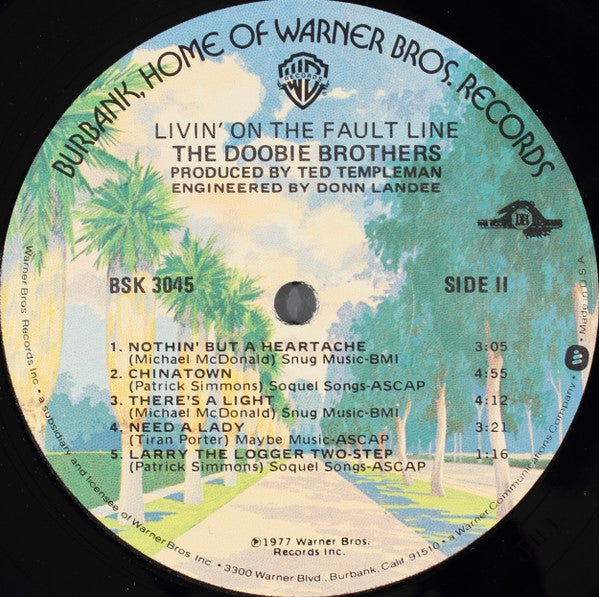 BURBANK, HOME OF WARNER BROS. RECORDS
WB
RECORDS
LIVIN' ON THE FAULT LINE
THE DOOBIE BROTHERS
PRODUCED BY TED TEMPLEMAN
ENGINEERED BY DONN LANDEE
DB
BSK 3045
SIDE II
1. NOTHIN' BUT A HEARTACHE 3:05
(Michael McDonald) Snug Music-BMI
2. CHINATOWN 4:55
(Patrick Simmons) Soquel Songs-ASCAP
3. THERE'S A LIGHT 4:12
(Michael McDonald) Snug Music-BMI
4. NEED A LADY 3:21
(Tiran Porter) Maybe Music-ASCAP
5. LARRY THE LOGGER TWO-STEP 1:16
(Patrick Simmons) Soquel Songs-ASCAP
℗1977 Warner Bros.
Records Inc.
Warner Bros. Records Inc. • a subsidiary and licensee of Warner Bros. Inc. • 3300 Warner Blvd., Burbank, Calif. 91510 • a Warner Communications Company • Made in U.S.A.